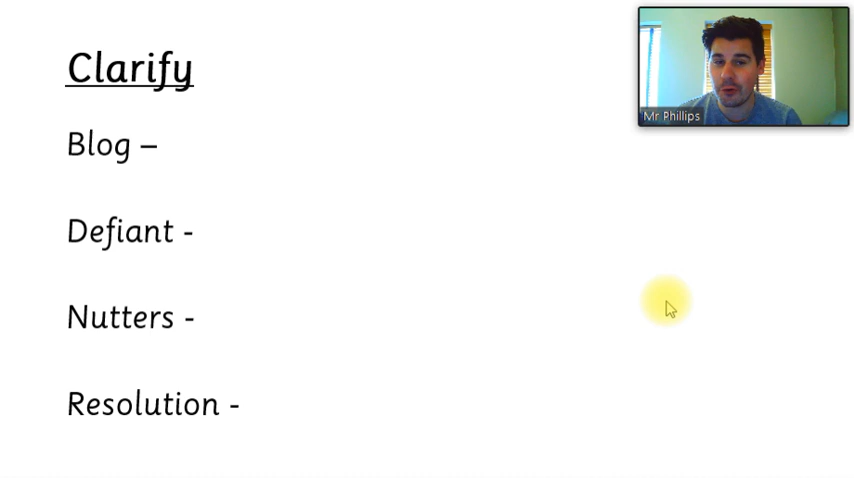 Clarify
Mr Phillips
Blog –
Defiant -
Nutters -
Resolution -